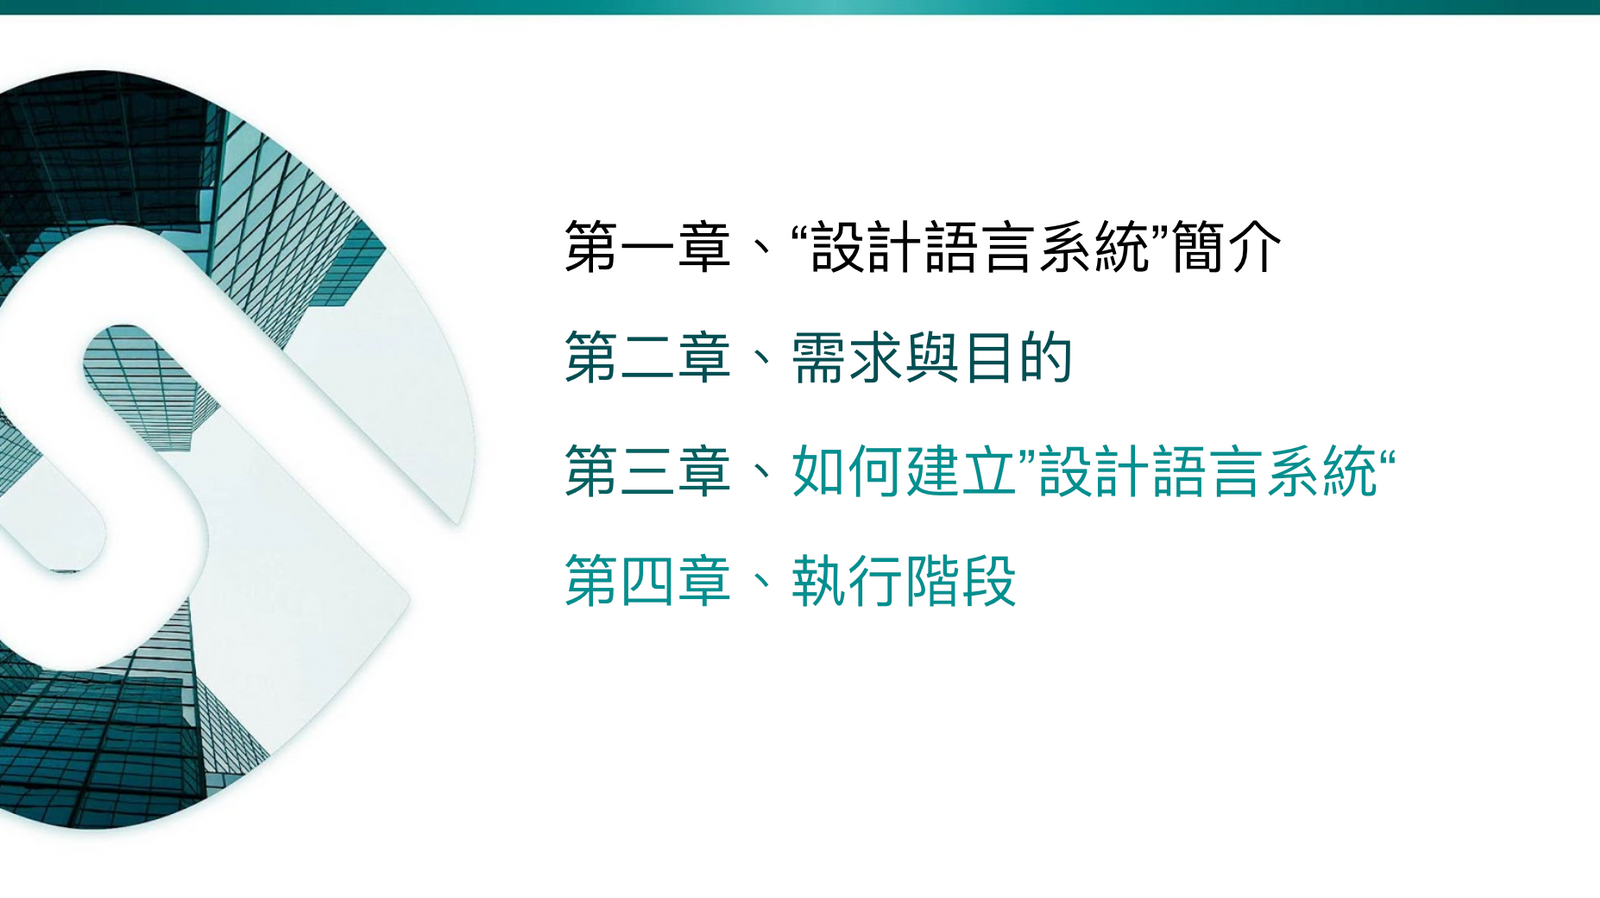 第一章、“設計語言系統”簡介
第二章、需求與目的
第三章、如何建立”設計語言系統“
第四章、執行階段